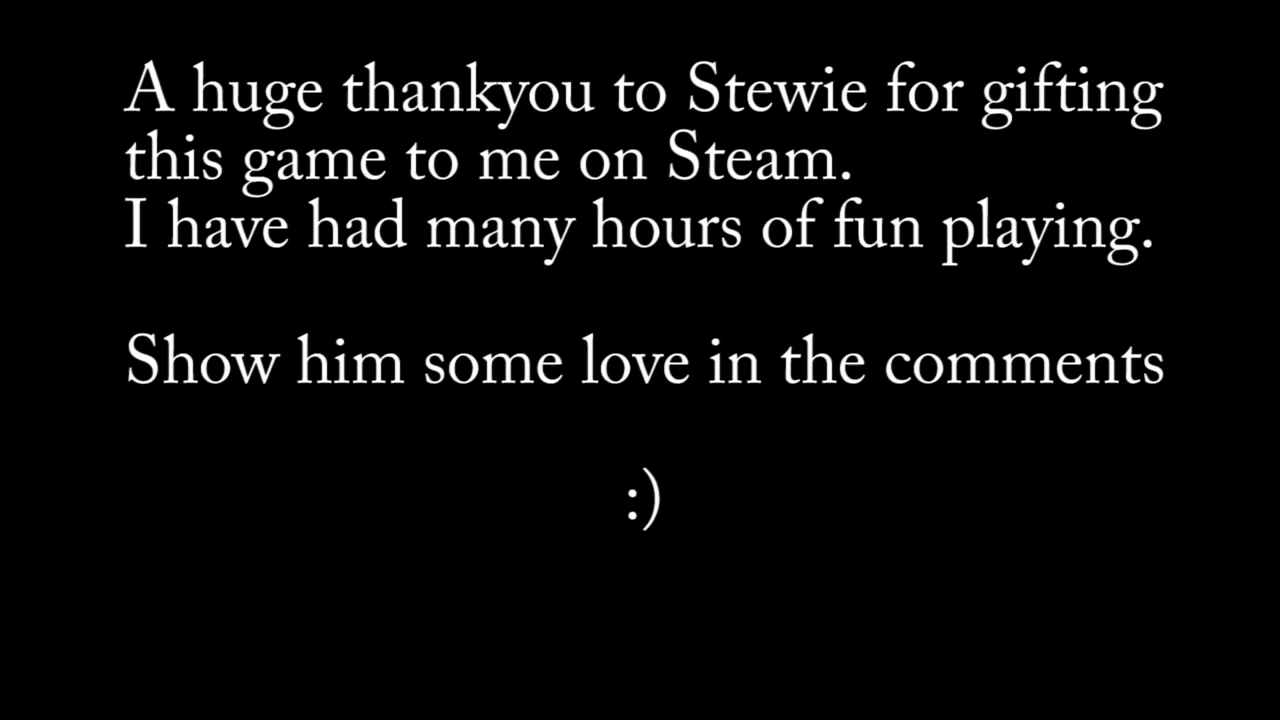 A huge thankyou to Stewie for gifting
this game to me on Steam.
I have had many hours of fun playing.
Show him some love in the comments
:)